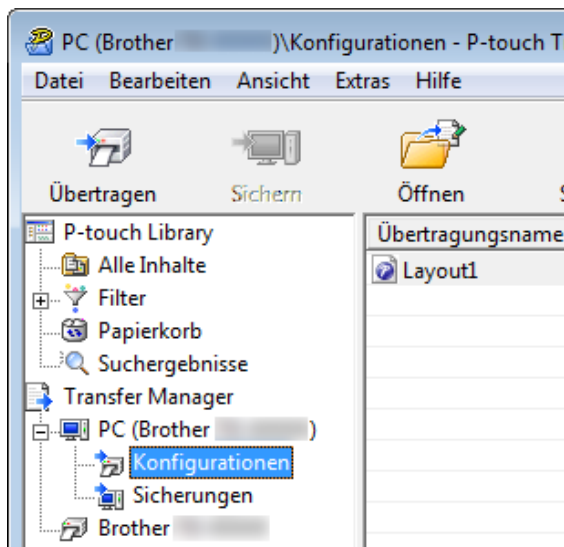 PC (Brother )\Konfigurationen - P-touch T
Datei Bearbeiten Ansicht Extras Hilfe
Übertragen Sichern Öffnen S
P-touch Library
Alle Inhalte
Filter
Papierkorb
Suchergebnisse
Transfer Manager
PC (Brother )
Konfigurationen
Sicherungen
Brother
Übertragungsname
Layout1